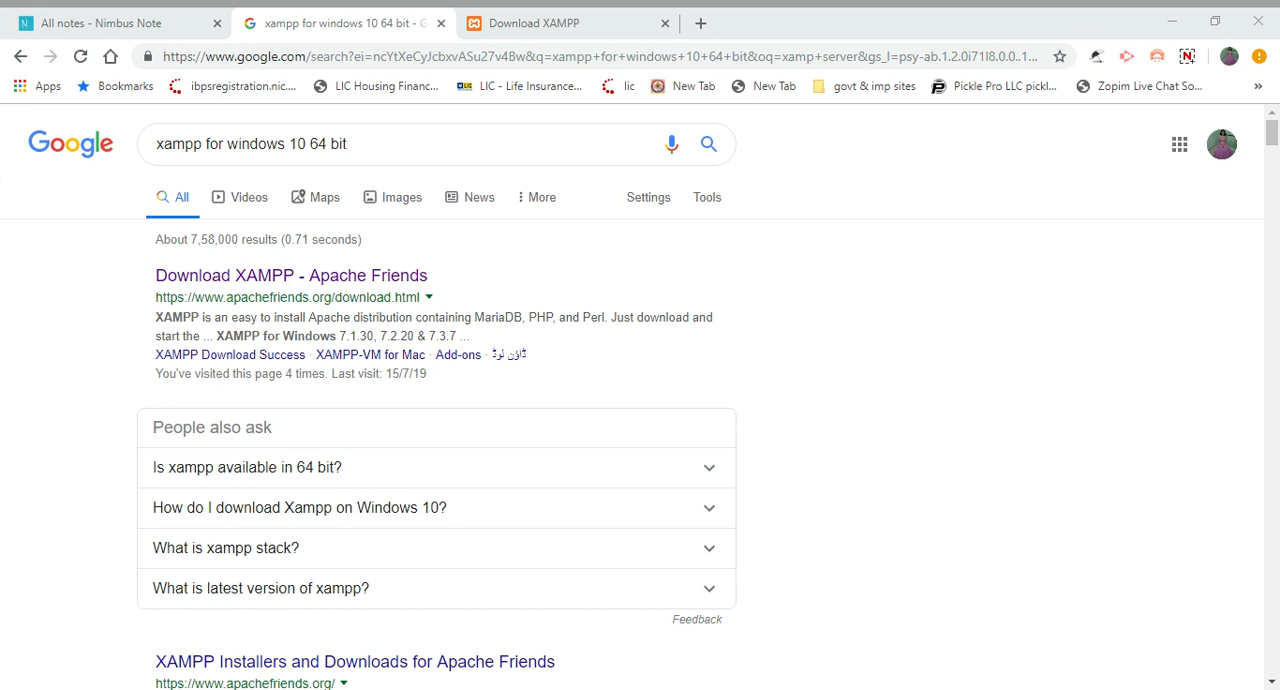 All notes - Nimbus Note
xampp for windows 10 64 bit - G
Download XAMPP
https://www.google.com/search?ei=ncYtXeCyJcbxvASu27v4Bw&q=xampp+for+windows+10+64+bit&oq=xamp+server&gs_l=psy-ab.1.2.0i71l8.0.0..1...
Apps
Bookmarks
ibpsregistration.nic....
LIC Housing Financ...
LIC - Life Insurance...
lic
New Tab
New Tab
govt & imp sites
Pickle Pro LLC pickl...
Zopim Live Chat So...
»
Google
xampp for windows 10 64 bit
All
Videos
Maps
Images
News
More
Settings
Tools
About 7,58,000 results (0.71 seconds)
Download XAMPP - Apache Friends
https://www.apachefriends.org/download.html
XAMPP is an easy to install Apache distribution containing MariaDB, PHP, and Perl. Just download and
start the ... XAMPP for Windows 7.1.30, 7.2.20 & 7.3.7 ...
XAMPP Download Success · XAMPP-VM for Mac · Add-ons · ڈاؤن لوڈ
You've visited this page 4 times. Last visit: 15/7/19
People also ask
Is xampp available in 64 bit?
How do I download Xampp on Windows 10?
What is xampp stack?
What is latest version of xampp?
Feedback
XAMPP Installers and Downloads for Apache Friends
https://www.apachefriends.org/